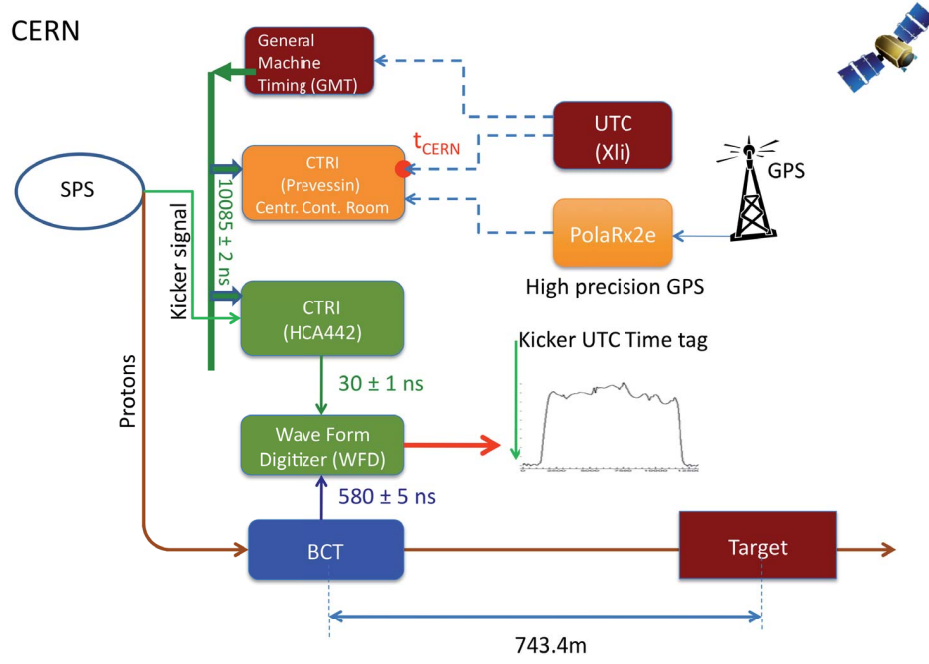 CERN
General
Machine
Timing (GMT)
UTC
(Xli)
GPS
tCERN
CTRI
(Prevessin)
Centr. Cont. Room
SPS
PolaRx2e
High precision GPS
10085 ± 2 ns
Kicker signal
CTRI
(HCA442)
Kicker UTC Time tag
30 ± 1 ns
Protons
Wave Form
Digitizer (WFD)
580 ± 5 ns
BCT
Target
743.4m